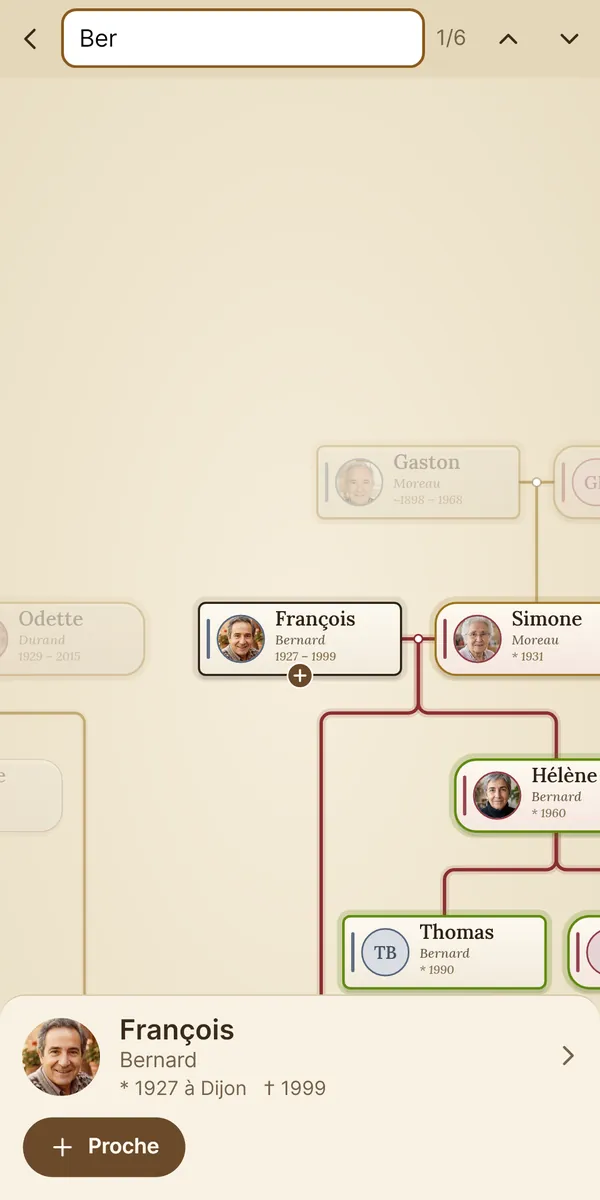 Ber
1/6
Gaston
Moreau
~1898 – 1968
Odette
Durand
1929 – 2015
François
Bernard
1927 – 1999
Simone
Moreau
* 1931
Hélène
Bernard
* 1960
TB
Thomas
Bernard
* 1990
François
Bernard
* 1927 à Dijon † 1999
+ Proche